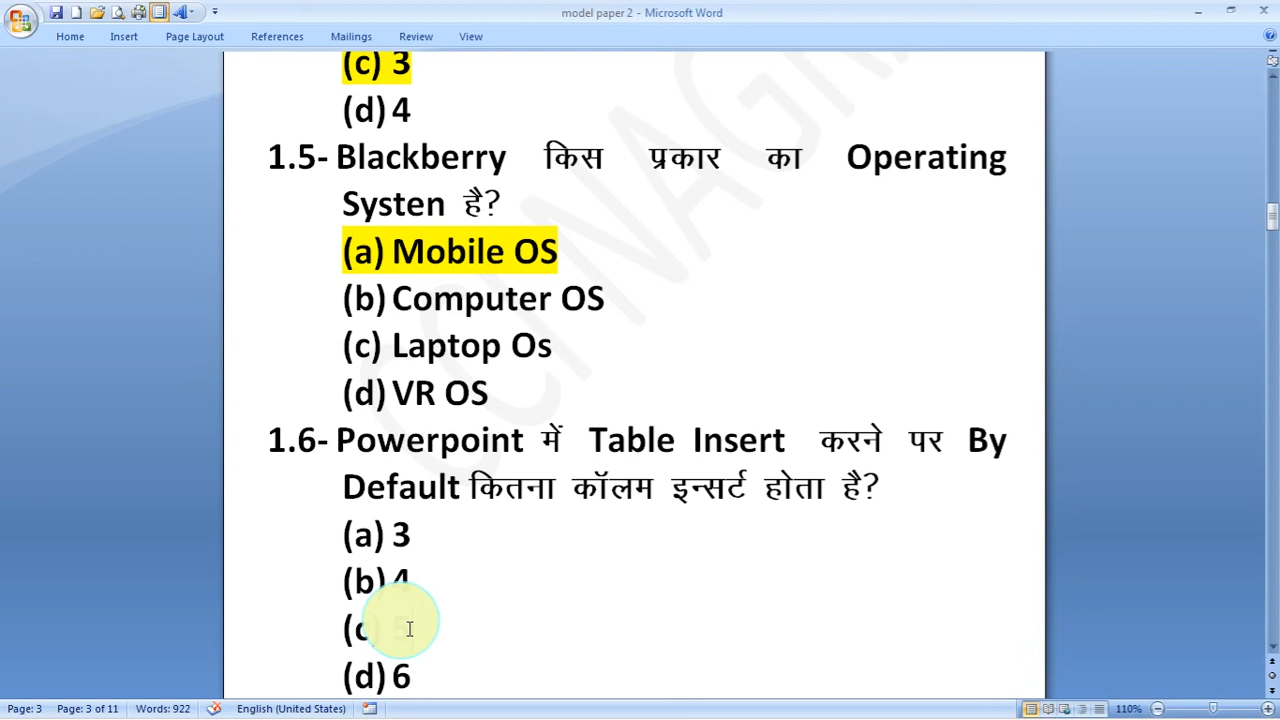 model paper 2 - Microsoft Word
Home Insert Page Layout References Mailings Review View
(c) 3
(d) 4
1.5- Blackberry किस प्रकार का Operating
Systen है?
(a) Mobile OS
(b) Computer OS
(c) Laptop Os
(d) VR OS
1.6- Powerpoint में Table Insert करने पर By
Default कितना कॉलम इन्सर्ट होता है?
(a) 3
(b) 4
(c) 5
(d) 6
Page: 3 Page: 3 of 11 Words: 922 English (United States) 110%